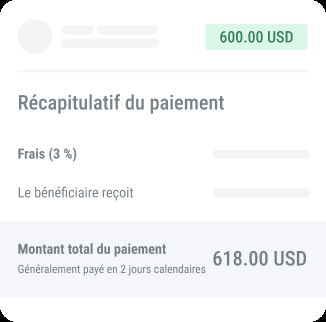 600.00 USD
Récapitulatif du paiement
Frais (3 %)
Le bénéficiaire reçoit
Montant total du paiement
Généralement payé en 2 jours calendaires
618.00 USD